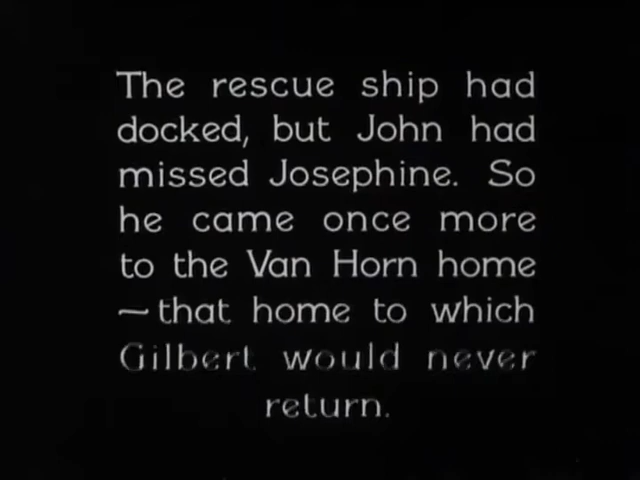 The rescue ship had
docked, but John had
missed Josephine. So
he came once more
to the Van Horn home
—that home to which
Gilbert would never
return.